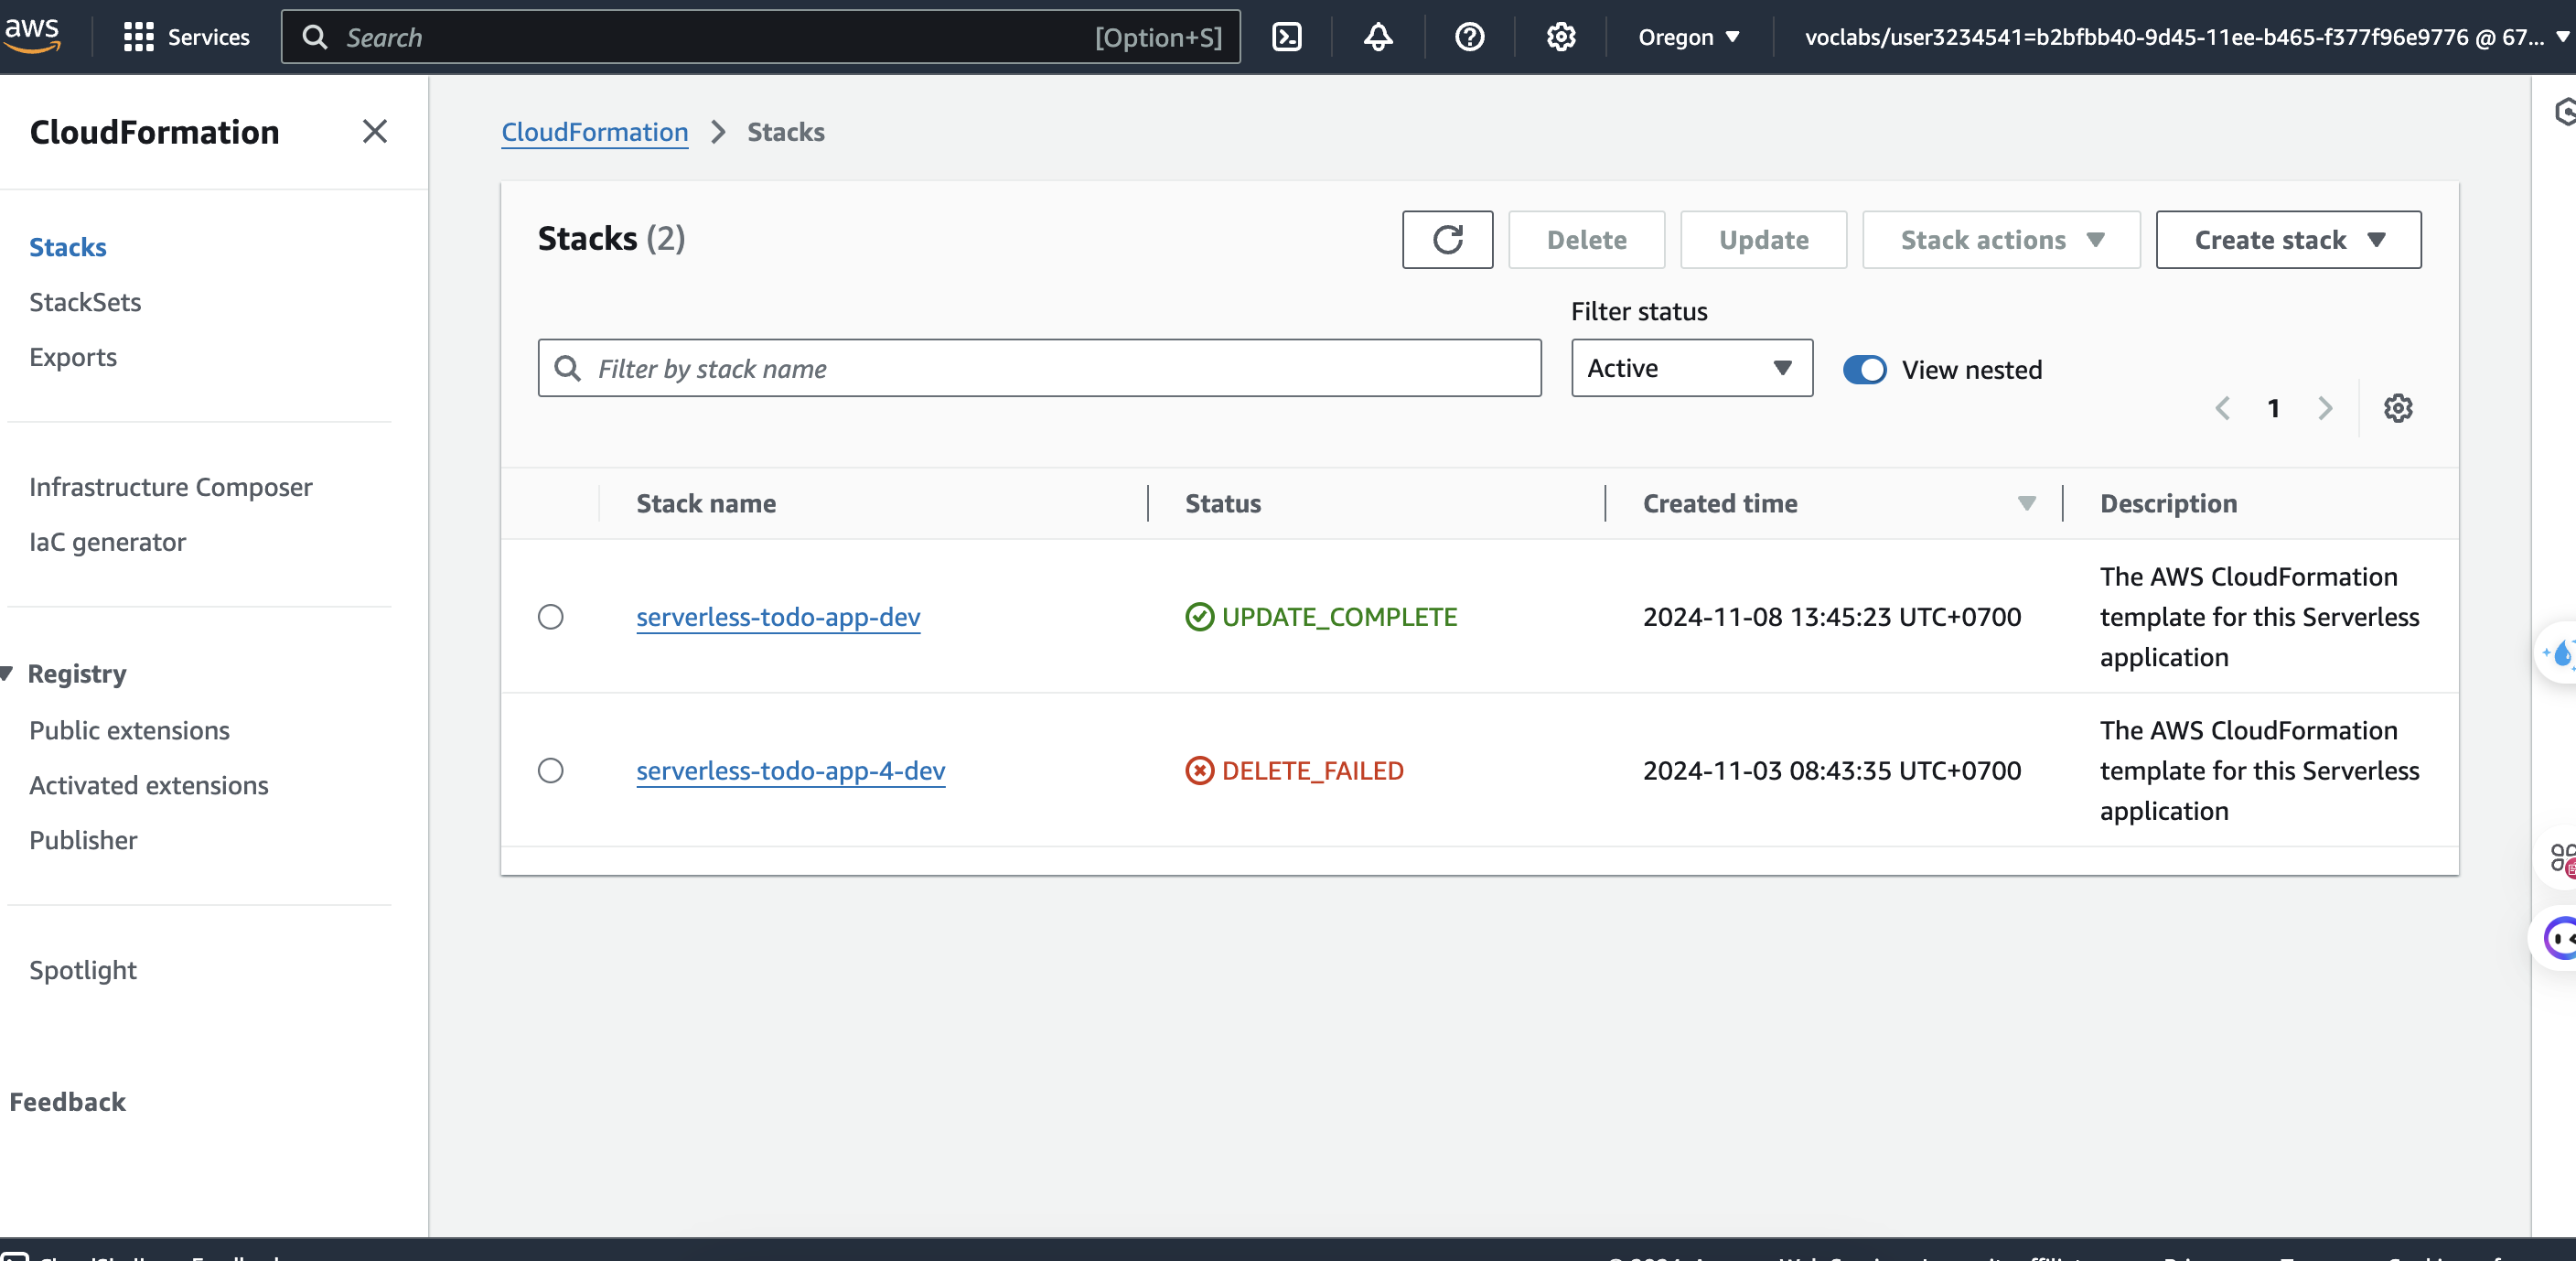 aws
Services
Search
[Option+S]
Oregon
voclabs/user3234541=b2bfbb40-9d45-11ee-b465-f377f96e9776 @ 67...
CloudFormation
Stacks
StackSets
Exports
Infrastructure Composer
IaC generator
Registry
Public extensions
Activated extensions
Publisher
Spotlight
Feedback
CloudFormation
Stacks
Stacks (2)
Delete
Update
Stack actions
Create stack
Filter by stack name
Filter status
Active
View nested
1
Stack name
Status
Created time
Description
serverless-todo-app-dev
UPDATE_COMPLETE
2024-11-08 13:45:23 UTC+0700
The AWS CloudFormation
template for this Serverless
application
serverless-todo-app-4-dev
DELETE_FAILED
2024-11-03 08:43:35 UTC+0700
The AWS CloudFormation
template for this Serverless
application